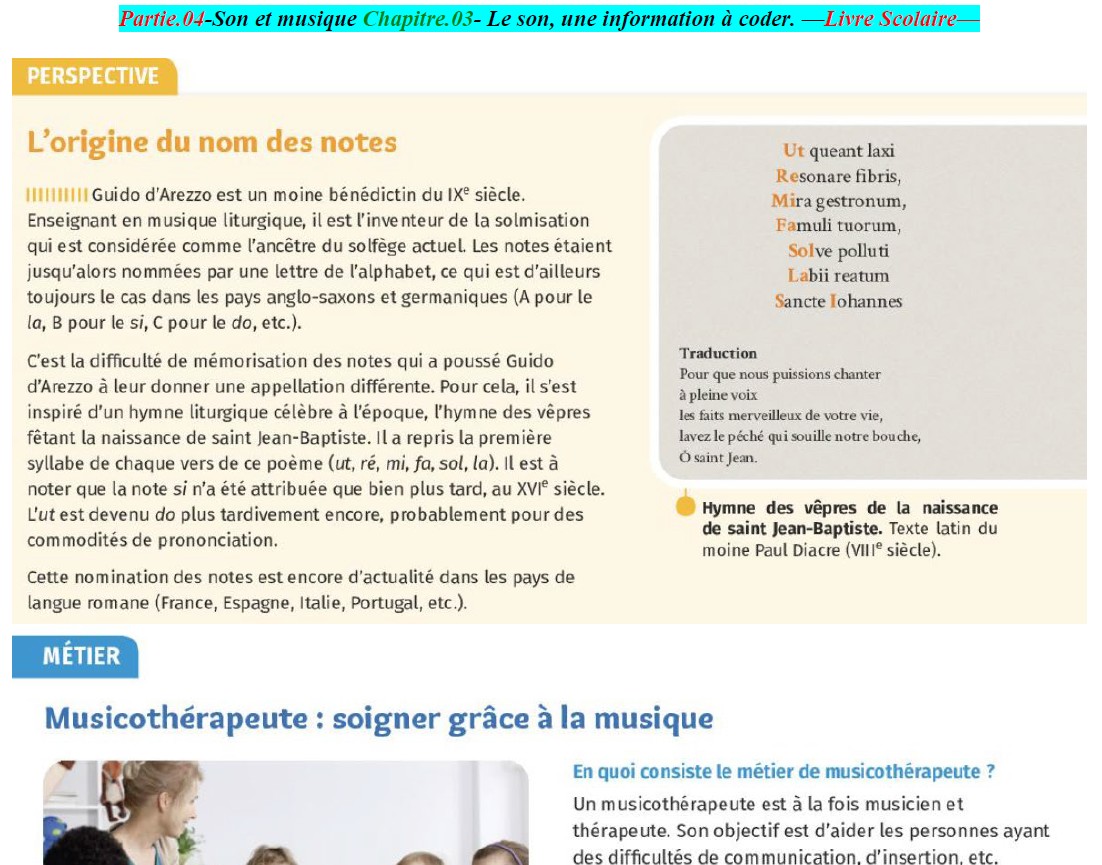 Partie.04-Son et musique Chapitre.03- Le son, une information à coder. —Livre Scolaire—
PERSPECTIVE
L'origine du nom des notes
Guido d'Arezzo est un moine bénédictin du IXe siècle.
Enseignant en musique liturgique, il est l'inventeur de la solmisation
qui est considérée comme l'ancêtre du solfège actuel. Les notes étaient
jusqu'alors nommées par une lettre de l'alphabet, ce qui est d'ailleurs
toujours le cas dans les pays anglo-saxons et germaniques (A pour le
la, B pour le si, C pour le do, etc.).
C'est la difficulté de mémorisation des notes qui a poussé Guido
d'Arezzo à leur donner une appellation différente. Pour cela, il s'est
inspiré d'un hymne liturgique célèbre à l'époque, l'hymne des vêpres
fêtant la naissance de saint Jean-Baptiste. Il a repris la première
syllabe de chaque vers de ce poème (ut, ré, mi, fa, sol, la). Il est à
noter que la note si n'a été attribuée que bien plus tard, au XVIe siècle.
L'ut est devenu do plus tardivement encore, probablement pour des
commodités de prononciation.
Cette nomination des notes est encore d'actualité dans les pays de
langue romane (France, Espagne, Italie, Portugal, etc.).
Ut queant laxi
Resonare fibris,
Mira gestronum,
Famuli tuorum,
Solve polluti
Labii reatum
Sancte Iohannes
Traduction
Pour que nous puissions chanter
à pleine voix
les faits merveilleux de votre vie,
lavez le péché qui souille notre bouche,
Ô saint Jean.
Hymne des vêpres de la naissance
de saint Jean-Baptiste. Texte latin du
moine Paul Diacre (VIIIe siècle).
MÉTIER
Musicothérapeute : soigner grâce à la musique
En quoi consiste le métier de musicothérapeute ?
Un musicothérapeute est à la fois musicien et
thérapeute. Son objectif est d'aider les personnes ayant
des difficultés de communication, d'insertion, etc.